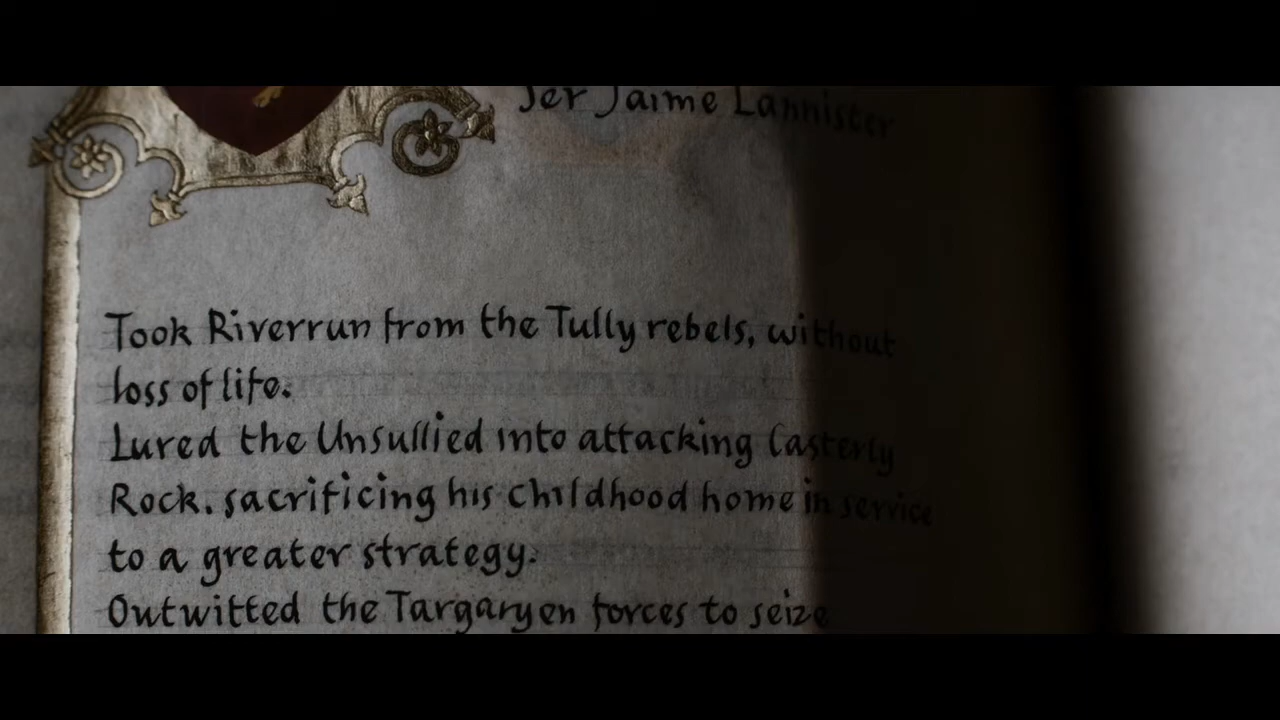 Ser Jaime Lannister
Took Riverrun from the Tully rebels, without
loss of life.
Lured the Unsullied into attacking Casterly
Rock, sacrificing his childhood home in service
to a greater strategy.
Outwitted the Targaryen forces to seize